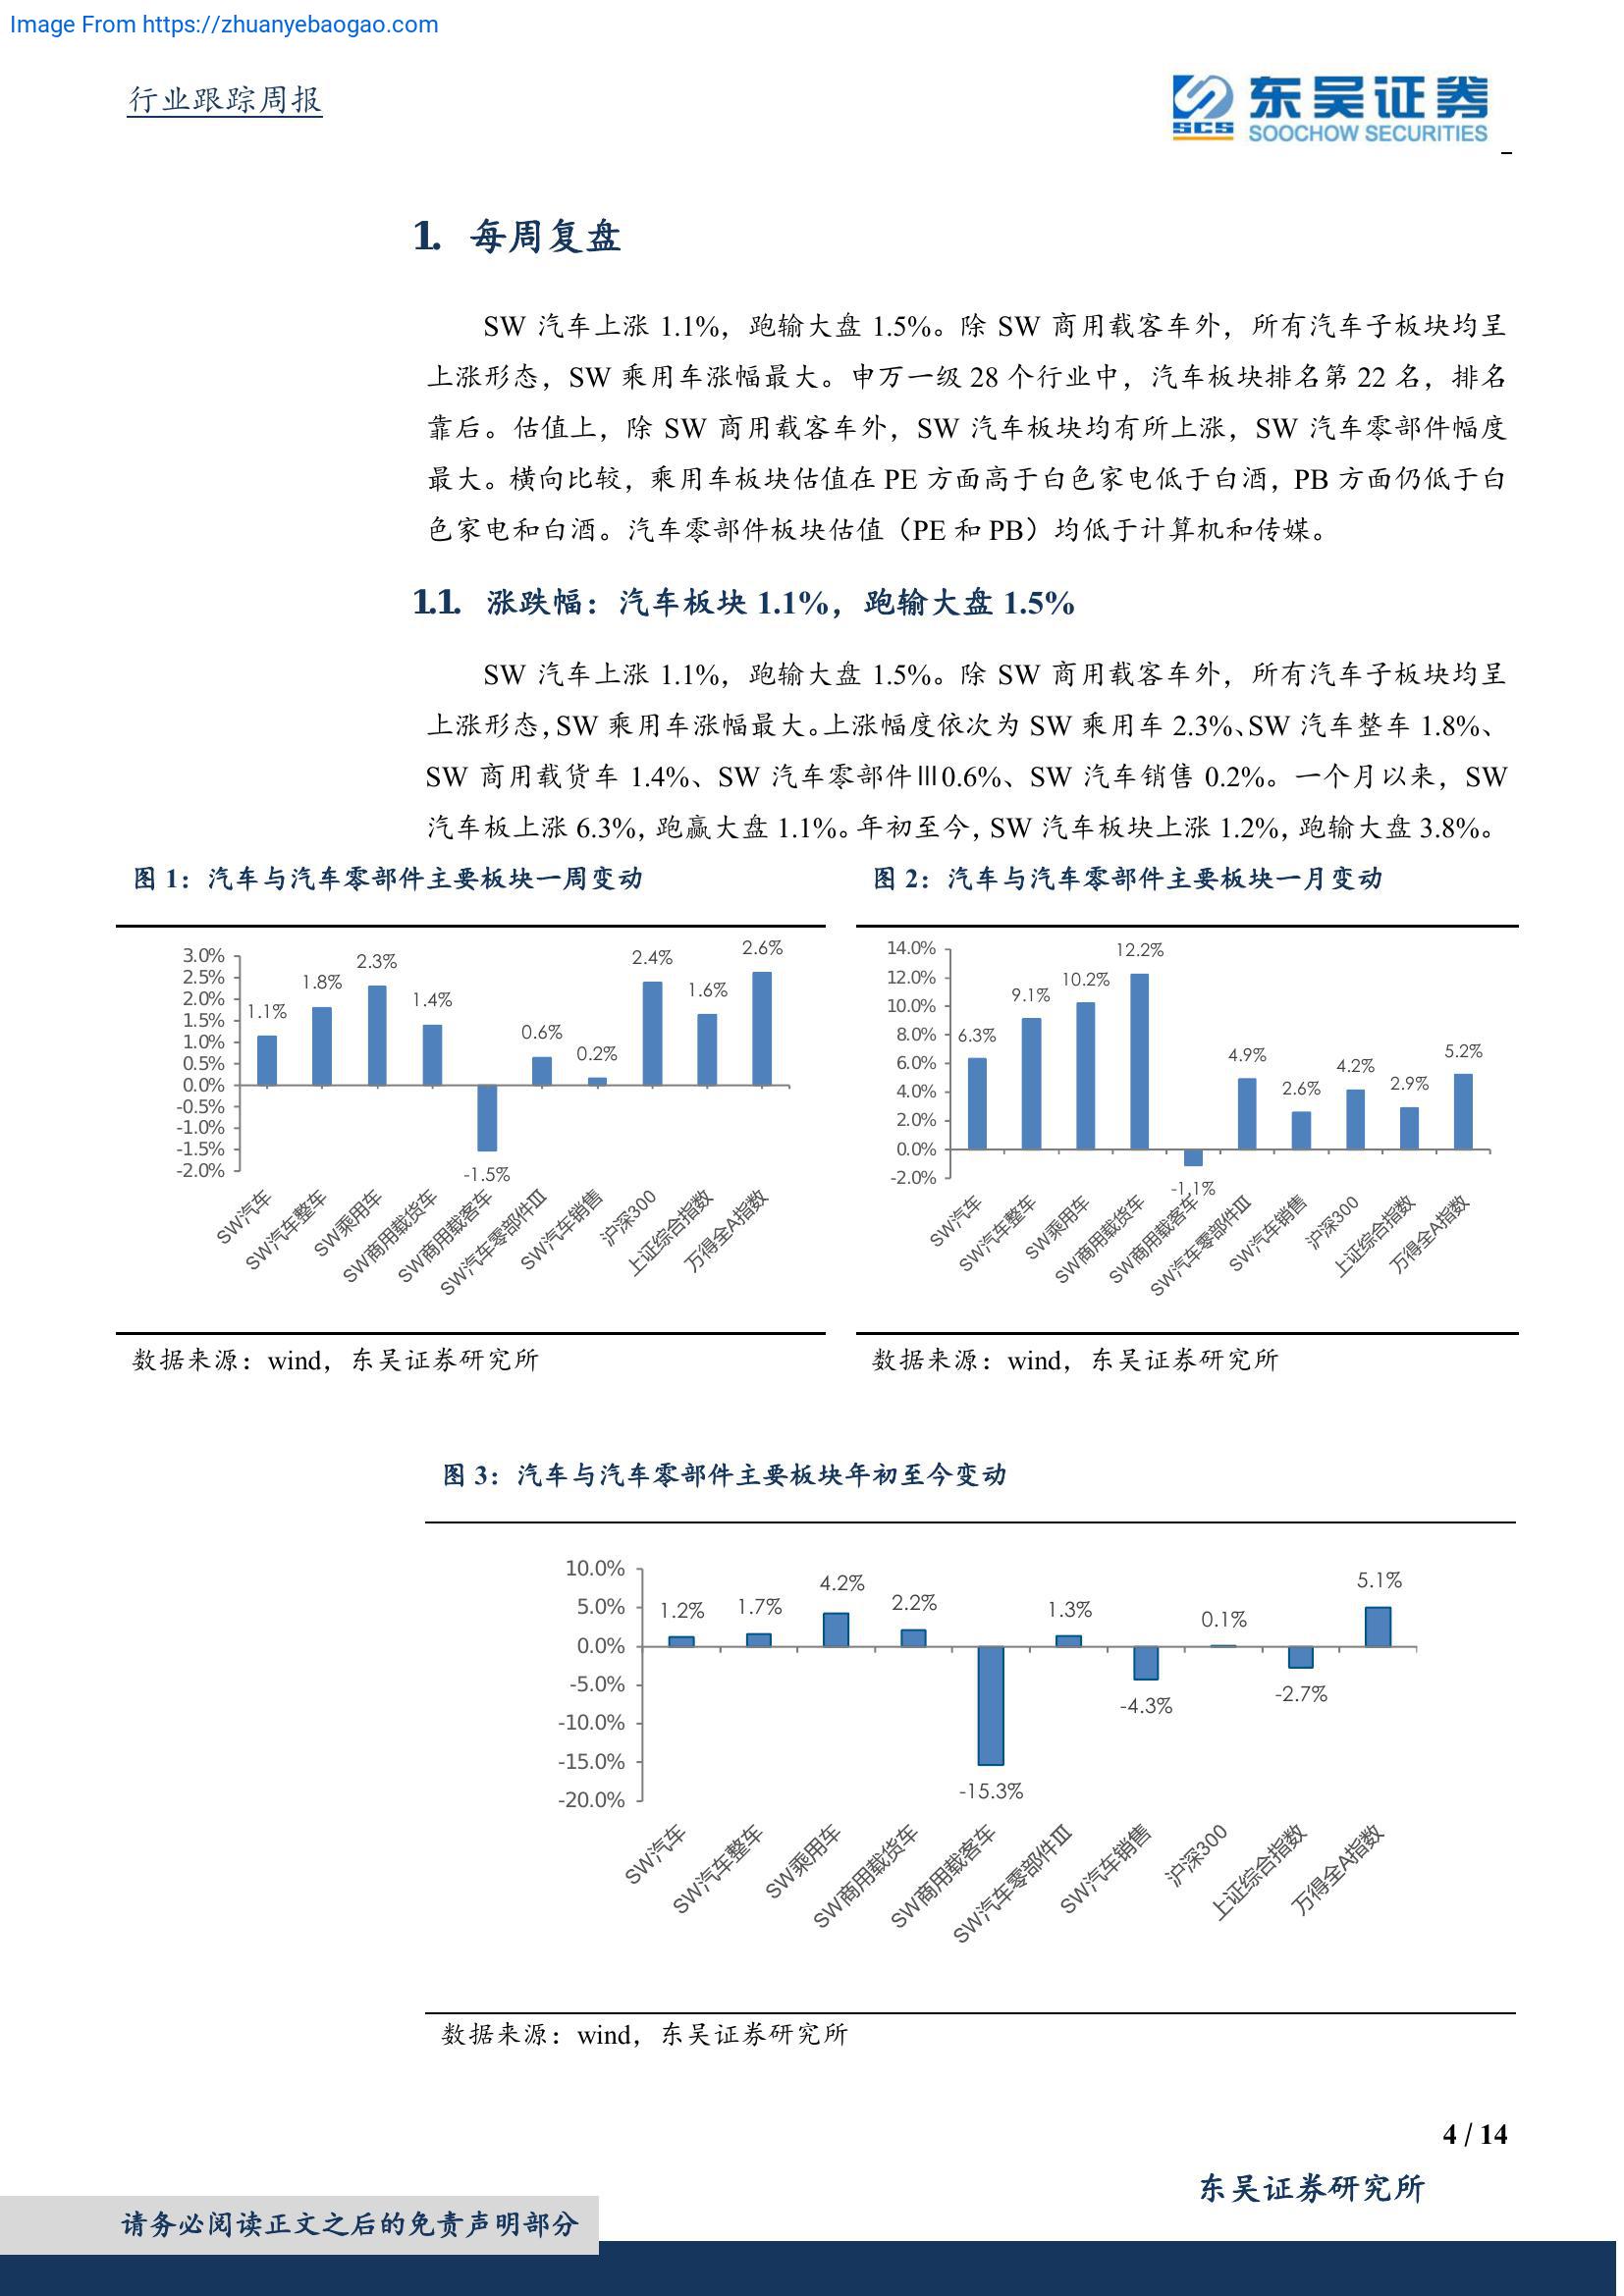 Image From https://zhuanyebaogao.com
行业跟踪周报
SCS 东吴证券
SOOCHOW SECURITIES
1. 每周复盘
SW 汽车上涨 1.1%，跑输大盘 1.5%。除 SW 商用载客车外，所有汽车子板块均呈
上涨形态，SW 乘用车涨幅最大。申万一级 28 个行业中，汽车板块排名第 22 名，排名
靠后。估值上，除 SW 商用载客车外，SW 汽车板块均有所上涨，SW 汽车零部件幅度
最大。横向比较，乘用车板块估值在 PE 方面高于白色家电低于白酒，PB 方面仍低于白
色家电和白酒。汽车零部件板块估值（PE 和 PB）均低于计算机和传媒。
1.1. 涨跌幅：汽车板块 1.1%，跑输大盘 1.5%
SW 汽车上涨 1.1%，跑输大盘 1.5%。除 SW 商用载客车外，所有汽车子板块均呈
上涨形态，SW 乘用车涨幅最大。上涨幅度依次为 SW 乘用车 2.3%、SW 汽车整车 1.8%、
SW 商用载货车 1.4%、SW 汽车零部件Ⅲ0.6%、SW 汽车销售 0.2%。一个月以来，SW
汽车板上涨 6.3%，跑赢大盘 1.1%。年初至今，SW 汽车板块上涨 1.2%，跑输大盘 3.8%。
图 1：汽车与汽车零部件主要板块一周变动
3.0%
2.5%
2.0%
1.5%
1.0%
0.5%
0.0%
-0.5%
-1.0%
-1.5%
-2.0%
1.1%
1.8%
2.3%
1.4%
-1.5%
0.6%
0.2%
2.4%
1.6%
2.6%
SW汽车
SW汽车整车
SW乘用车
SW商用载货车
SW商用载客车
SW汽车零部件Ⅲ
SW汽车销售
沪深300
上证综合指数
万得全A指数
数据来源：wind，东吴证券研究所
图 2：汽车与汽车零部件主要板块一月变动
14.0%
12.0%
10.0%
8.0%
6.0%
4.0%
2.0%
0.0%
-2.0%
6.3%
9.1%
10.2%
12.2%
-1.1%
4.9%
2.6%
4.2%
2.9%
5.2%
SW汽车
SW汽车整车
SW乘用车
SW商用载货车
SW商用载客车
SW汽车零部件Ⅲ
SW汽车销售
沪深300
上证综合指数
万得全A指数
数据来源：wind，东吴证券研究所
图 3：汽车与汽车零部件主要板块年初至今变动
10.0%
5.0%
0.0%
-5.0%
-10.0%
-15.0%
-20.0%
1.2%
1.7%
4.2%
2.2%
-15.3%
1.3%
-4.3%
0.1%
-2.7%
5.1%
SW汽车
SW汽车整车
SW乘用车
SW商用载货车
SW商用载客车
SW汽车零部件Ⅲ
SW汽车销售
沪深300
上证综合指数
万得全A指数
数据来源：wind，东吴证券研究所
4 / 14
东吴证券研究所
请务必阅读正文之后的免责声明部分